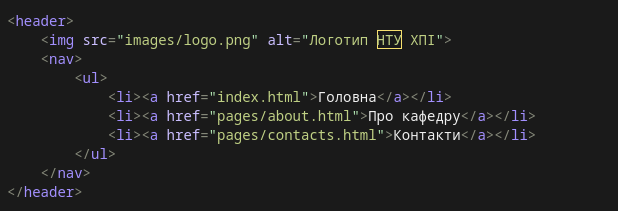 <header>
<img src="images/logo.png" alt="Логотип НТУ ХПІ">
<nav>
<ul>
<li><a href="index.html">Головна</a></li>
<li><a href="pages/about.html">Про кафедру</a></li>
<li><a href="pages/contacts.html">Контакти</a></li>
</ul>
</nav>
</header>